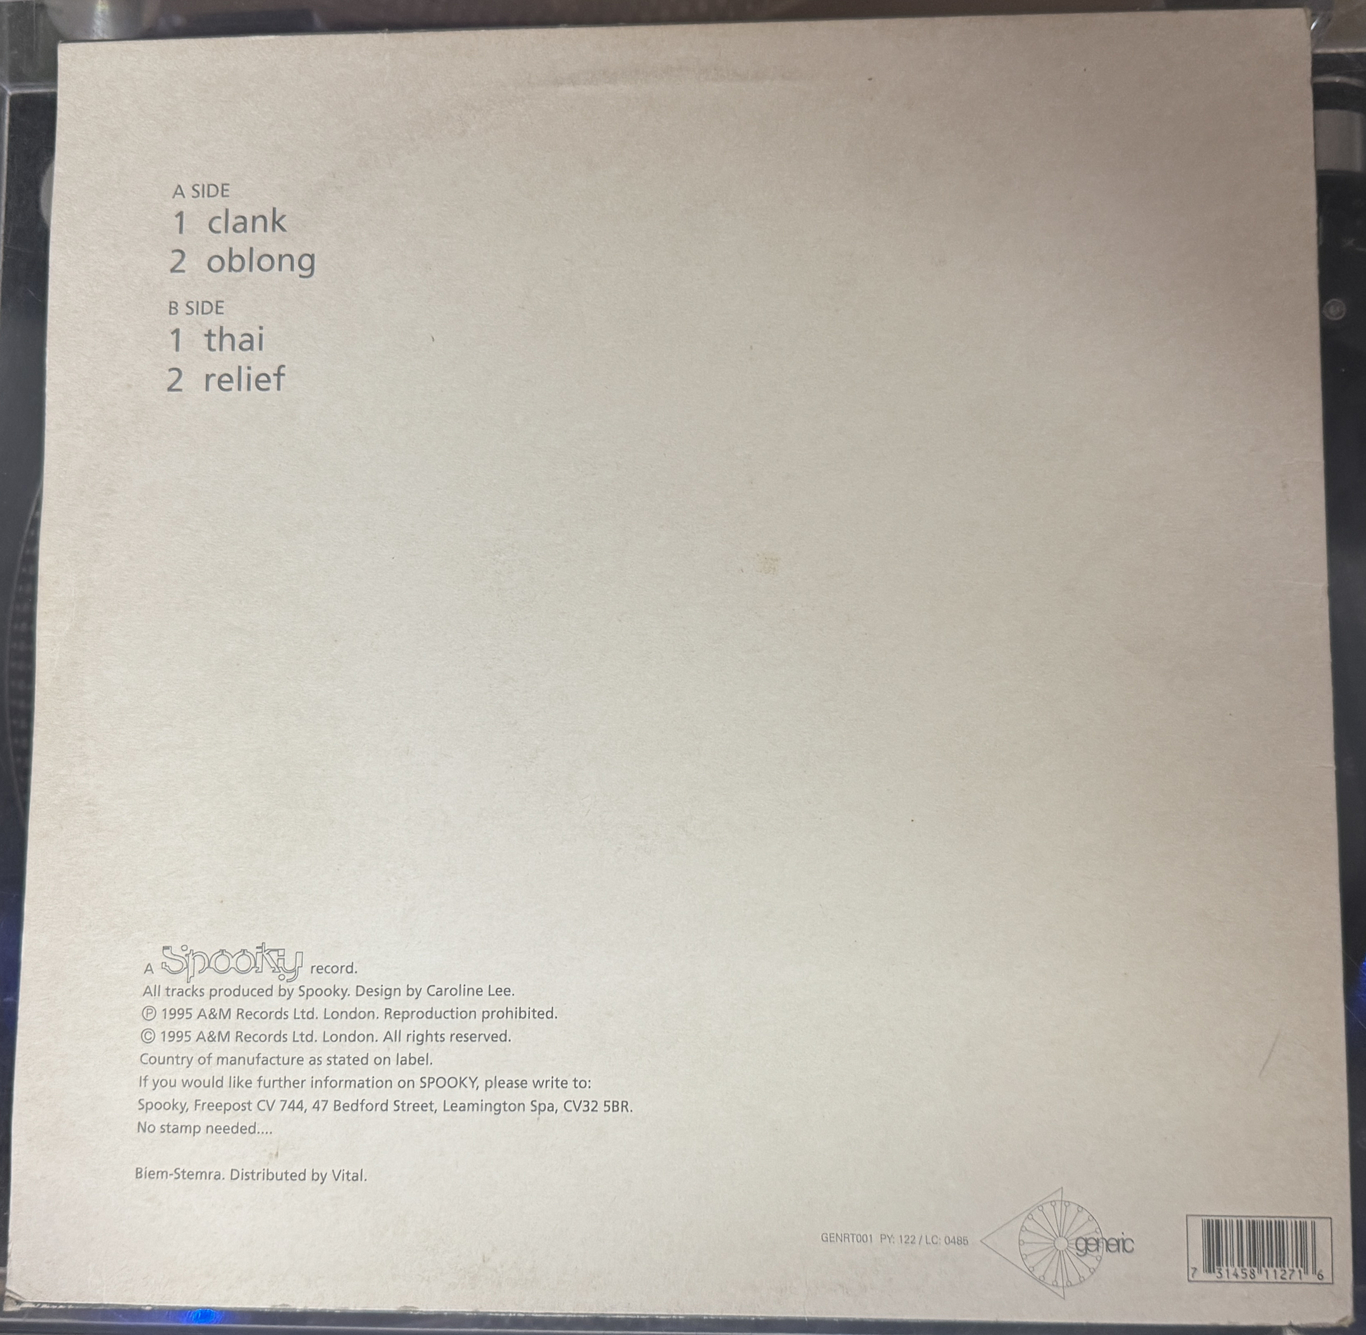 A SIDE
1 clank
2 oblong
B SIDE
1 thai
2 relief
A Spooky record.
All tracks produced by Spooky. Design by Caroline Lee.
℗ 1995 A&M Records Ltd. London. Reproduction prohibited.
© 1995 A&M Records Ltd. London. All rights reserved.
Country of manufacture as stated on label.
If you would like further information on SPOOKY, please write to:
Spooky, Freepost CV 744, 47 Bedford Street, Leamington Spa, CV32 5BR.
No stamp needed....
Biem-Stemra. Distributed by Vital.
GENRT001 PY: 122 / LC: 0485
generic
7 31458 11271 6